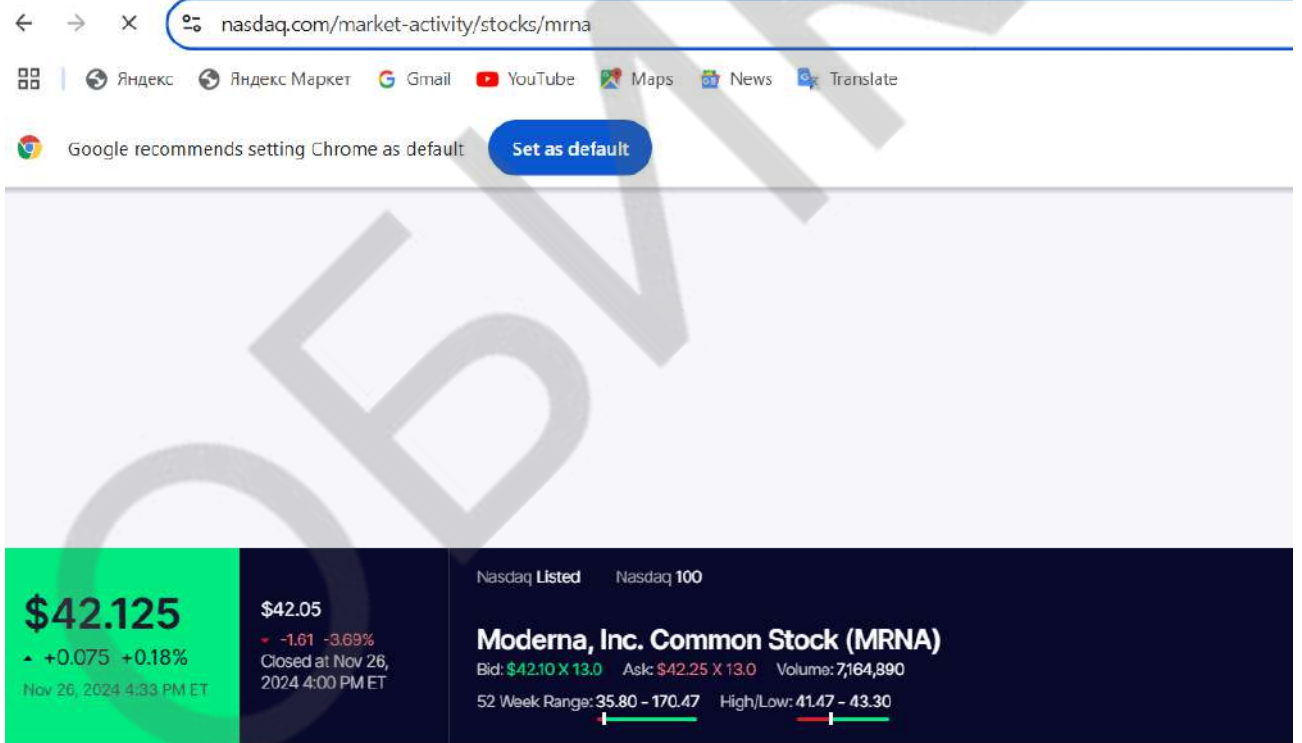 nasdaq.com/market-activity/stocks/mrna
Яндекс Яндекс Маркет Gmail YouTube Maps News Translate
Google recommends setting Chrome as default Set as default
Nasdaq Listed Nasdaq 100
$42.125
+0.075 +0.18%
Nov 26, 2024 4:33 PM ET
$42.05
-1.61 -3.69%
Closed at Nov 26,
2024 4:00 PM ET
Moderna, Inc. Common Stock (MRNA)
Bid: $42.10 X 13.0 Ask: $42.25 X 13.0 Volume: 7,164,890
52 Week Range: 35.80 – 170.47 High/Low: 41.47 – 43.30